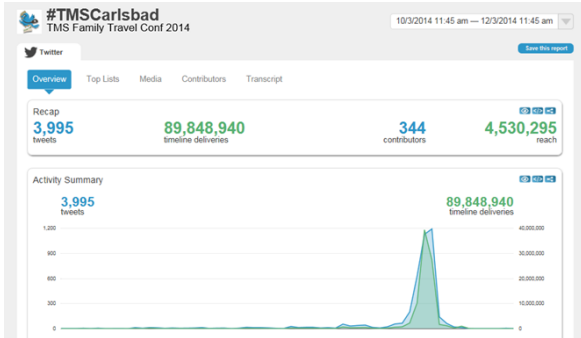 #TMSCarlsbad
TMS Family Travel Conf 2014
10/3/2014 11:45 am — 12/3/2014 11:45 am
Twitter
Save this report
Overview Top Lists Media Contributors Transcript
Recap
3,995 89,848,940 344 4,530,295
tweets timeline deliveries contributors reach
Activity Summary
3,995 89,848,940
tweets timeline deliveries
1,200 40,000,000
900 30,000,000
600 20,000,000
300 10,000,000
0 0